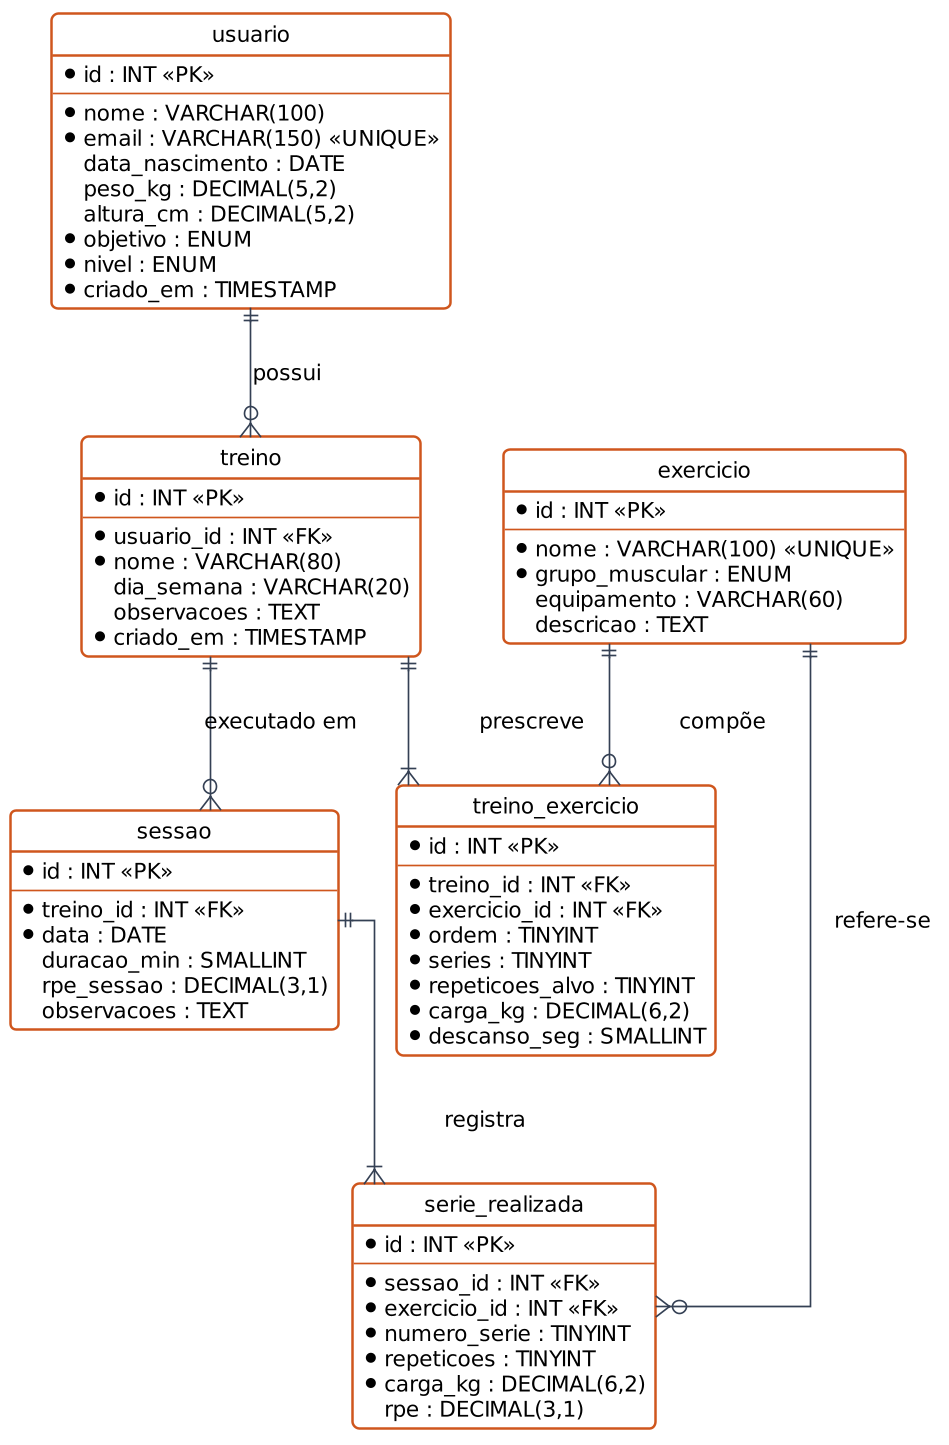 usuario
id : INT «PK»
nome : VARCHAR(100)
email : VARCHAR(150) «UNIQUE»
data_nascimento : DATE
peso_kg : DECIMAL(5,2)
altura_cm : DECIMAL(5,2)
objetivo : ENUM
nivel : ENUM
criado_em : TIMESTAMP
possui
treino
id : INT «PK»
usuario_id : INT «FK»
nome : VARCHAR(80)
dia_semana : VARCHAR(20)
observacoes : TEXT
criado_em : TIMESTAMP
exercicio
id : INT «PK»
nome : VARCHAR(100) «UNIQUE»
grupo_muscular : ENUM
equipamento : VARCHAR(60)
descricao : TEXT
executado em
prescreve
compõe
sessao
id : INT «PK»
treino_id : INT «FK»
data : DATE
duracao_min : SMALLINT
rpe_sessao : DECIMAL(3,1)
observacoes : TEXT
treino_exercicio
id : INT «PK»
treino_id : INT «FK»
exercicio_id : INT «FK»
ordem : TINYINT
series : TINYINT
repeticoes_alvo : TINYINT
carga_kg : DECIMAL(6,2)
descanso_seg : SMALLINT
refere-se
registra
serie_realizada
id : INT «PK»
sessao_id : INT «FK»
exercicio_id : INT «FK»
numero_serie : TINYINT
repeticoes : TINYINT
carga_kg : DECIMAL(6,2)
rpe : DECIMAL(3,1)